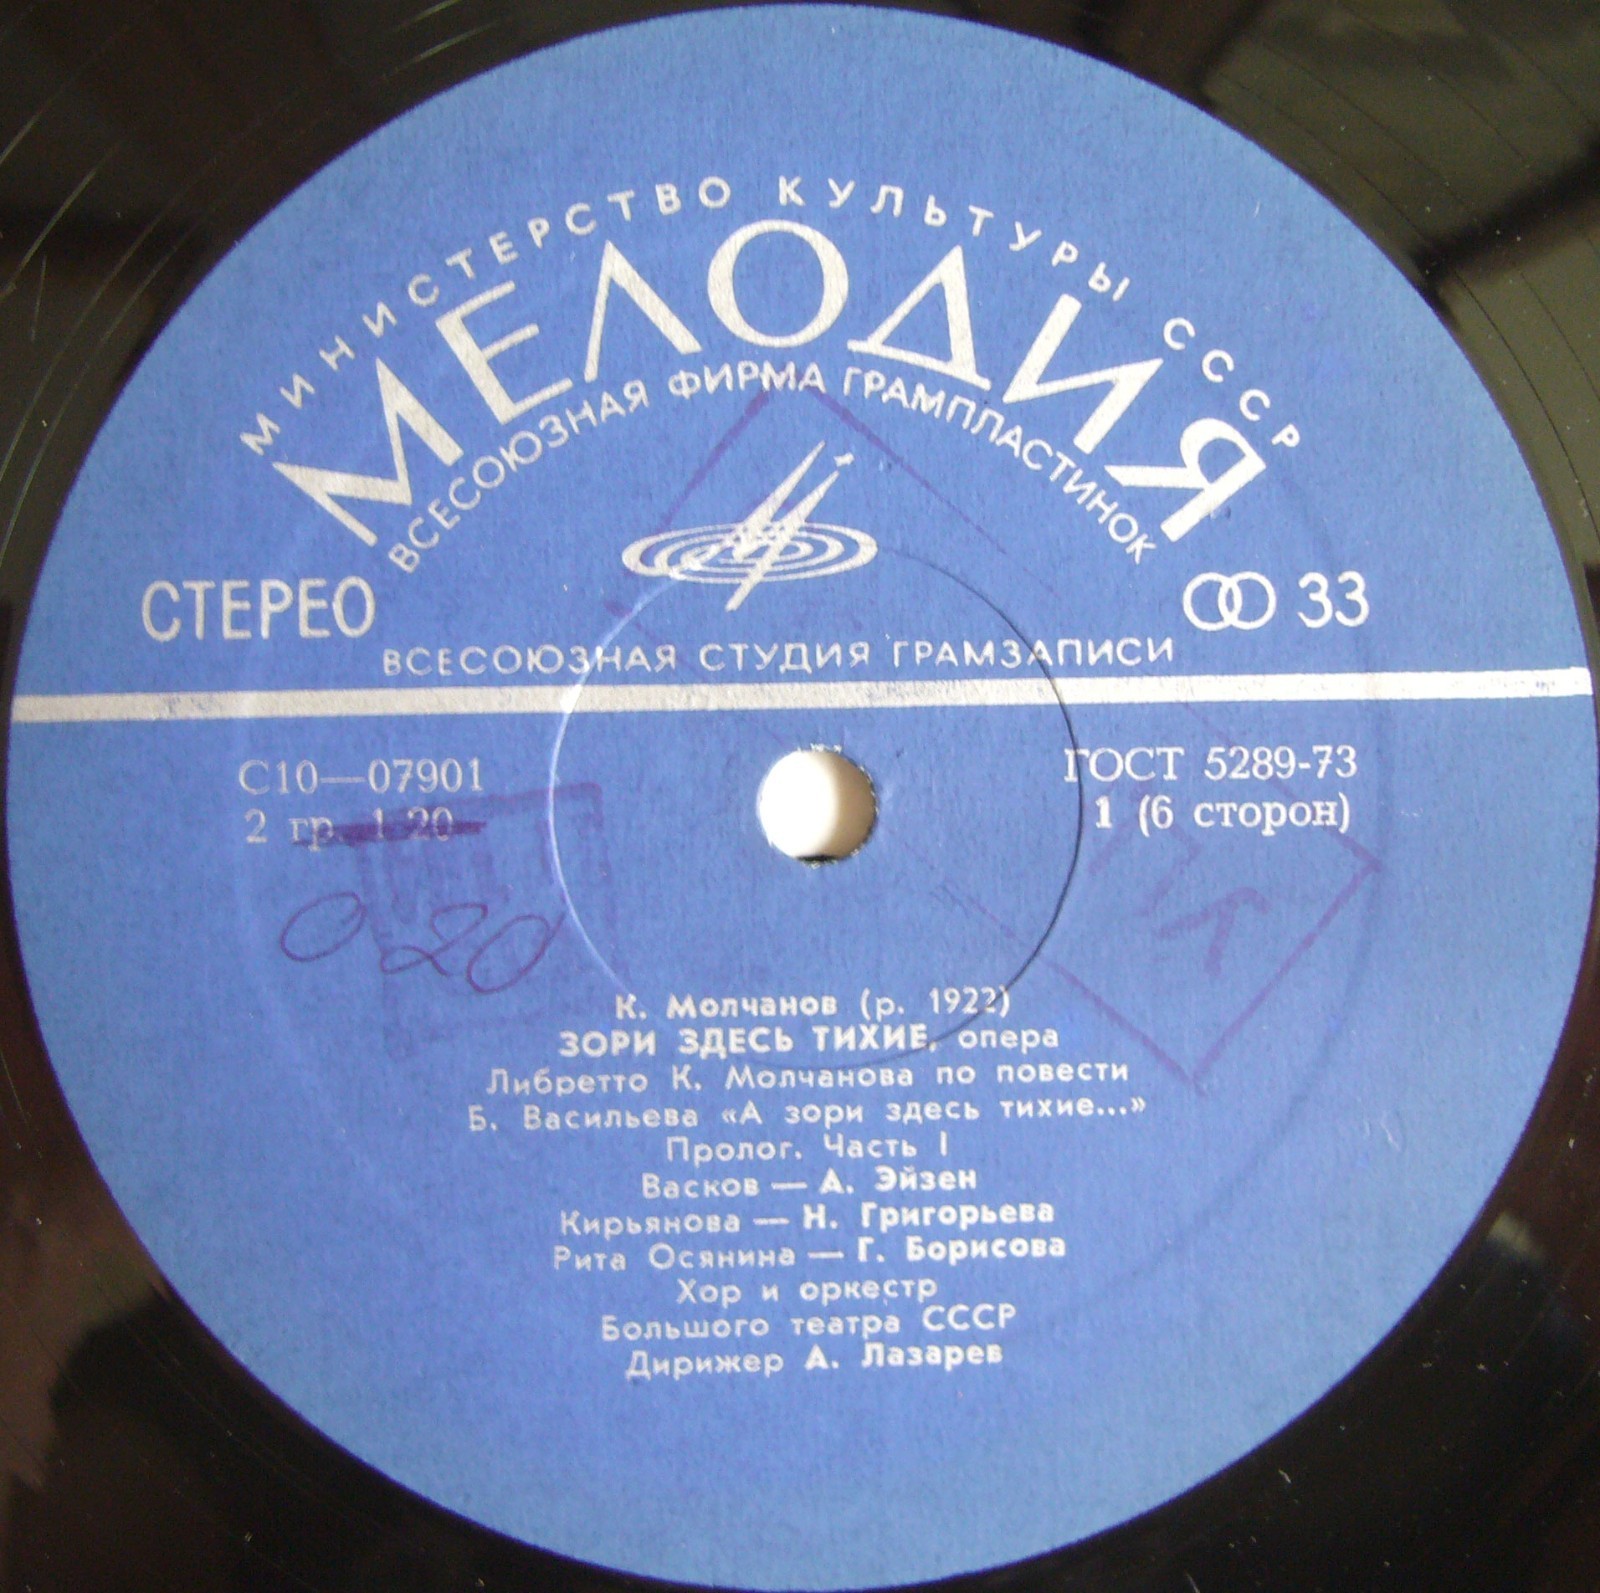 МИНИСТЕРСТВО КУЛЬТУРЫ СССР
МЕЛОДИЯ
ВСЕСОЮЗНАЯ ФИРМА ГРАМПЛАСТИНОК
СТЕРЕО
33
ВСЕСОЮЗНАЯ СТУДИЯ ГРАМЗАПИСИ
С10—07901
ГОСТ 5289-73
2 гр. 1-20
1 (6 сторон)
0 20
К. Молчанов (р. 1922)
ЗОРИ ЗДЕСЬ ТИХИЕ, опера
Либретто К. Молчанова по повести
Б. Васильева «А зори здесь тихие...»
Пролог. Часть I
Васков — А. Эйзен
Кирьянова — Н. Григорьева
Рита Осянина — Г. Борисова
Хор и оркестр
Большого театра СССР
Дирижер А. Лазарев